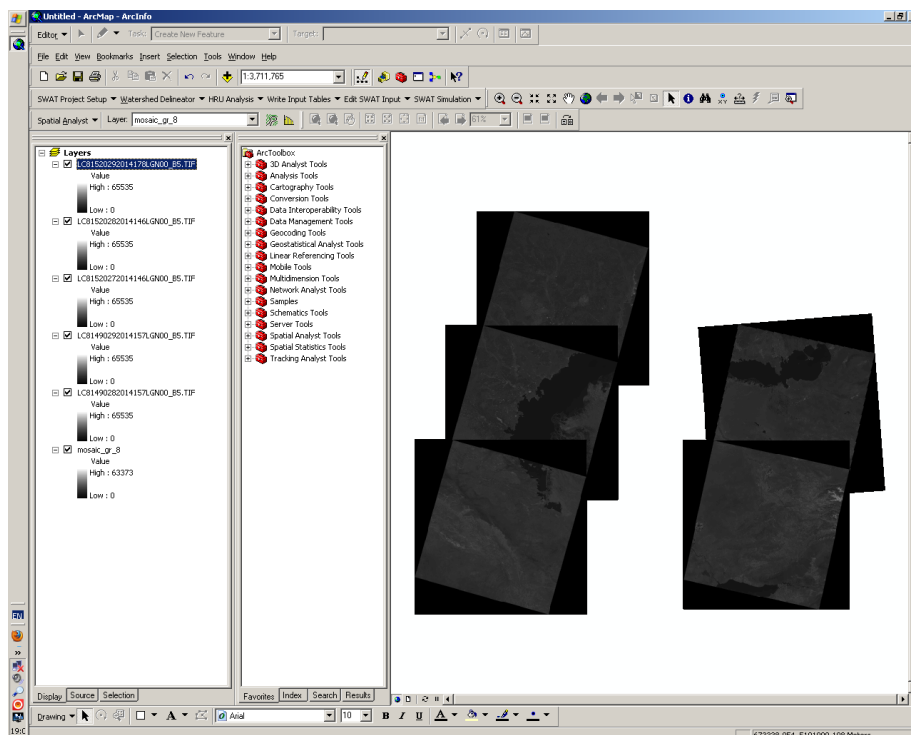 Untitled - ArcMap - ArcInfo
Editor Task: Create New Feature Target:
File Edit View Bookmarks Insert Selection Tools Window Help
1:3,711,765
SWAT Project Setup Watershed Delineator HRU Analysis Write Input Tables Edit SWAT Input SWAT Simulation
Spatial Analyst Layer: mosaic_gr_8 61%
Layers
LC81520292014178LGN00_B5.TIF
Value
High : 65535
Low : 0
LC81520282014146LGN00_B5.TIF
Value
High : 65535
Low : 0
LC81520272014146LGN00_B5.TIF
Value
High : 65535
Low : 0
LC81490292014157LGN00_B5.TIF
Value
High : 65535
Low : 0
LC81490282014157LGN00_B5.TIF
Value
High : 65535
Low : 0
mosaic_gr_8
Value
High : 63373
Low : 0
ArcToolbox
3D Analyst Tools
Analysis Tools
Cartography Tools
Conversion Tools
Data Interoperability Tools
Data Management Tools
Geocoding Tools
Geostatistical Analyst Tools
Linear Referencing Tools
Mobile Tools
Multidimension Tools
Network Analyst Tools
Samples
Schematics Tools
Server Tools
Spatial Analyst Tools
Spatial Statistics Tools
Tracking Analyst Tools
Display Source Selection
Favorites Index Search Results
Drawing A Arial 10 B I U A
EN